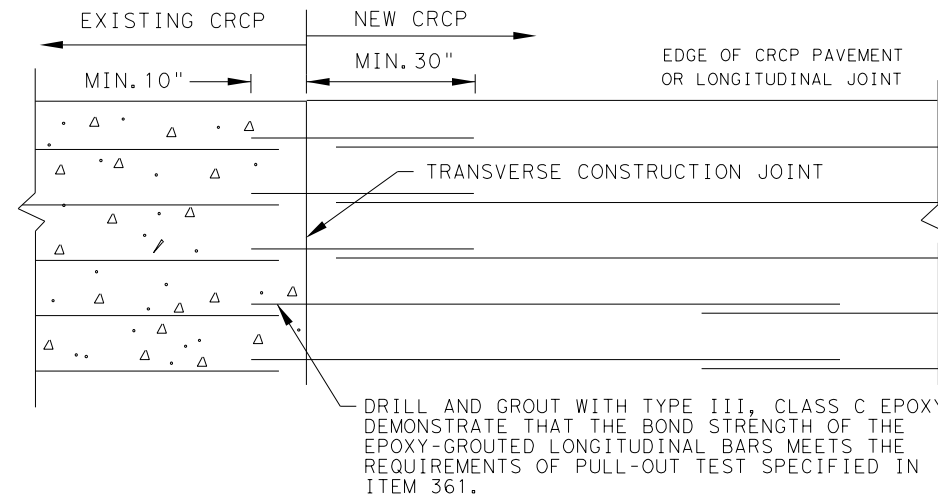 EXISTING CRCP
NEW CRCP
MIN. 10"
MIN. 30"
EDGE OF CRCP PAVEMENT
OR LONGITUDINAL JOINT
TRANSVERSE CONSTRUCTION JOINT
DRILL AND GROUT WITH TYPE III, CLASS C EPOXY
DEMONSTRATE THAT THE BOND STRENGTH OF THE
EPOXY-GROUTED LONGITUDINAL BARS MEETS THE
REQUIREMENTS OF PULL-OUT TEST SPECIFIED IN
ITEM 361.